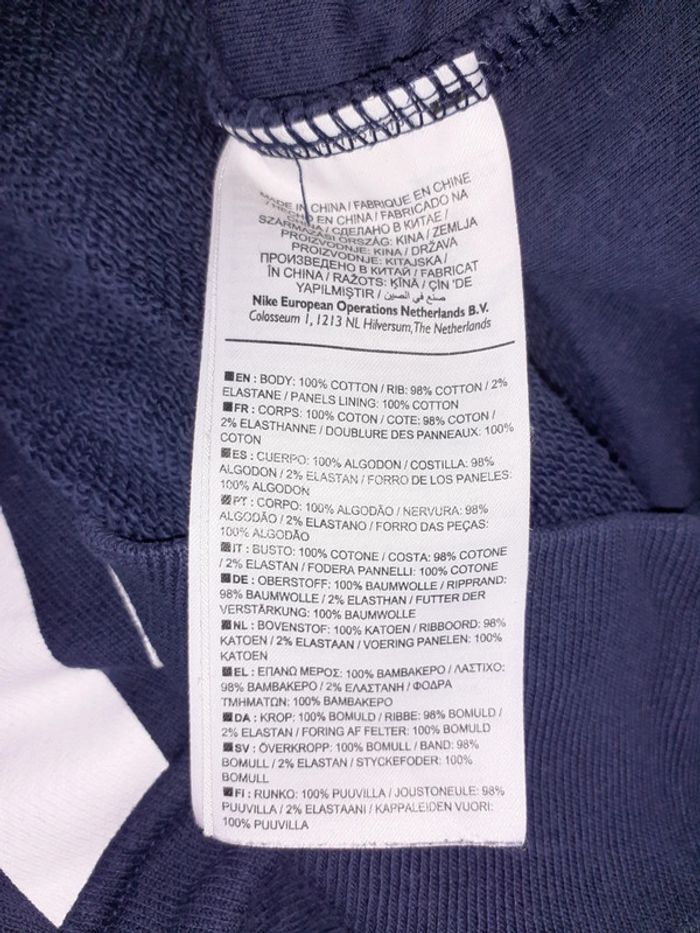 MADE IN CHINA / FABRIQUE EN CHINE
/ HECHO EN CHINA / FABRICADO NA
CHINA / СДЕЛАНО В КИТАЕ /
SZÁRMAZÁSI ORSZÁG: KINA / ZEMLJA
PROIZVODNJE: KINA / DRŽAVA
PROIZVODNJE: KITAJSKA /
ПРОИЗВЕДЕНО В КИТАЙ / FABRICAT
ÎN CHINA / RAŽOTS: ĶĪNĀ / ÇİN 'DE
YAPILMIŞTIR / صنع في الصين
Nike European Operations Netherlands B.V.
Colosseum 1, 1213 NL Hilversum, The Netherlands
EN : BODY: 100% COTTON / RIB: 98% COTTON / 2%
ELASTANE / PANELS LINING: 100% COTTON
FR : CORPS: 100% COTON / COTE: 98% COTON /
2% ELASTHANNE / DOUBLURE DES PANNEAUX: 100%
COTON
ES : CUERPO: 100% ALGODON / COSTILLA: 98%
ALGODON / 2% ELASTAN / FORRO DE LOS PANELES:
100% ALGODON
PT : CORPO: 100% ALGODÃO / NERVURA: 98%
ALGODÃO / 2% ELASTANO / FORRO DAS PEÇAS:
100% ALGODÃO
IT : BUSTO: 100% COTONE / COSTA: 98% COTONE
/ 2% ELASTAN / FODERA PANNELLI: 100% COTONE
DE : OBERSTOFF: 100% BAUMWOLLE / RIPPRAND:
98% BAUMWOLLE / 2% ELASTHAN / FUTTER DER
VERSTÄRKUNG: 100% BAUMWOLLE
NL : BOVENSTOF: 100% KATOEN / RIBBOORD: 98%
KATOEN / 2% ELASTAAN / VOERING PANELEN: 100%
KATOEN
EL : ΕΠΑΝΩ ΜΕΡΟΣ: 100% ΒΑΜΒΑΚΕΡΟ / ΛΑΣΤΙΧΟ:
98% ΒΑΜΒΑΚΕΡΟ / 2% ΕΛΑΣΤΑΝΗ / ΦΟΔΡΑ
ΤΜΗΜΑΤΩΝ: 100% ΒΑΜΒΑΚΕΡΟ
DA : KROP: 100% BOMULD / RIBBE: 98% BOMULD /
2% ELASTAN / FORING AF FELTER: 100% BOMULD
SV : ÖVERKROPP: 100% BOMULL / BAND: 98%
BOMULL / 2% ELASTAN / STYCKEFODER: 100%
BOMULL
FI : RUNKO: 100% PUUVILLA / JOUSTONEULE: 98%
PUUVILLA / 2% ELASTAANI / KAPPALEIDEN VUORI:
100% PUUVILLA